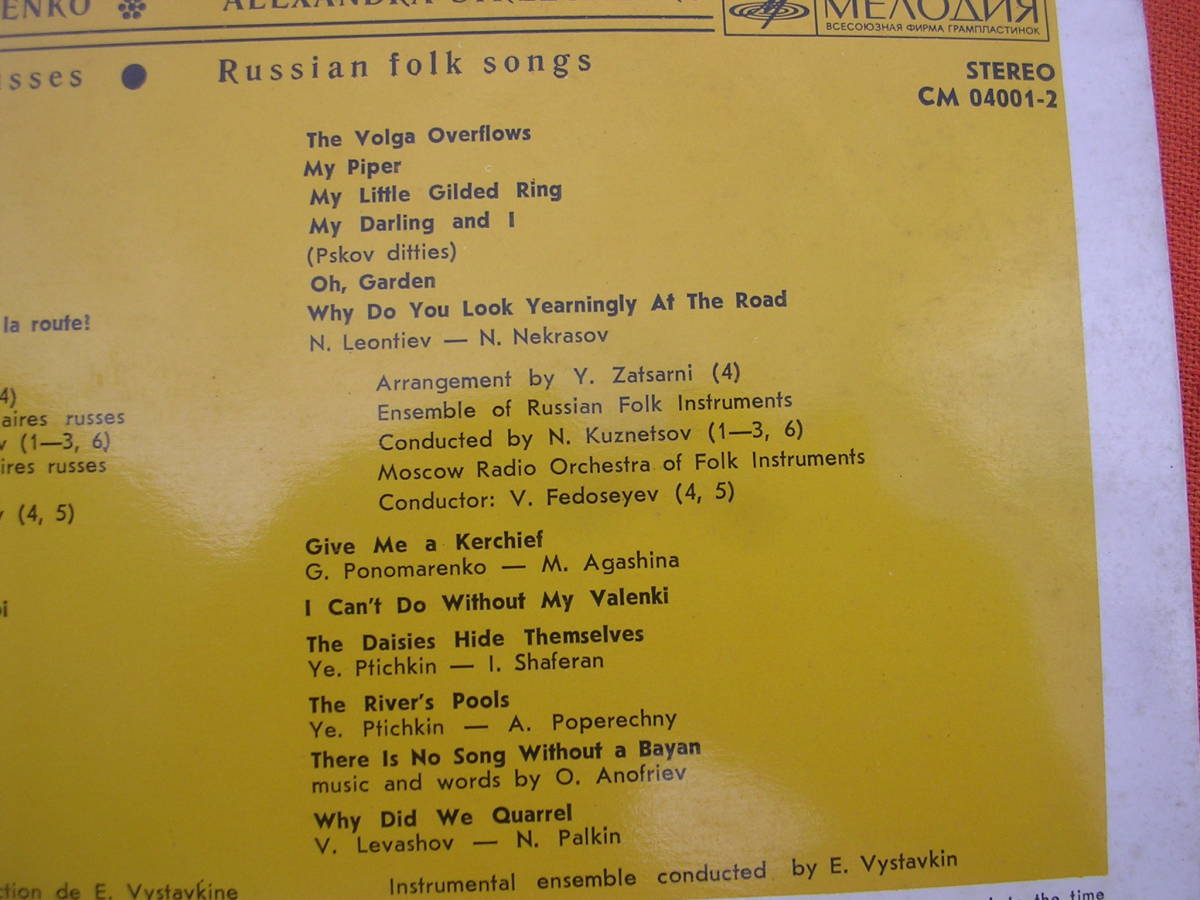 ENKO
ALEXANDRA
МЕЛОДИЯ
ВСЕСОЮЗНАЯ ФИРМА ГРАМПЛАСТИНОК
sses ● Russian folk songs
STEREO
СМ 04001-2
The Volga Overflows
My Piper
My Little Gilded Ring
My Darling and I
(Pskov ditties)
Oh, Garden
Why Do You Look Yearningly At The Road
N. Leontiev — N. Nekrasov
Arrangement by Y. Zatsarni (4)
Ensemble of Russian Folk Instruments
Conducted by N. Kuznetsov (1—3, 6)
Moscow Radio Orchestra of Folk Instruments
Conductor: V. Fedoseyev (4, 5)
Give Me a Kerchief
G. Ponomarenko — M. Agashina
I Can't Do Without My Valenki
The Daisies Hide Themselves
Ye. Ptichkin — I. Shaferan
The River's Pools
Ye. Ptichkin — A. Poperechny
There Is No Song Without a Bayan
music and words by O. Anofriev
Why Did We Quarrel
V. Levashov — N. Palkin
Instrumental ensemble conducted by E. Vystavkin
la route?
4)
aires russes
v (1—3, 6)
ires russes
(4, 5)
oi
ction de E. Vystavkine
the time